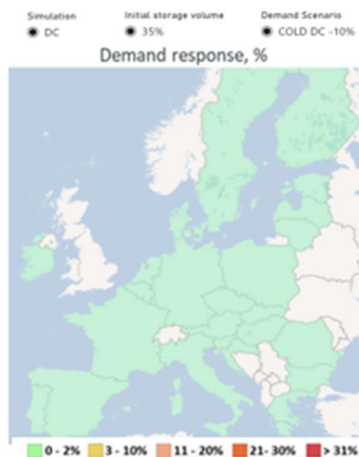 Simulation Initial storage volume Demand Scenario
DC 35% COLD DC -10%
Demand response, %
0 - 2% 3 - 10% 11 - 20% 21- 30% > 31%